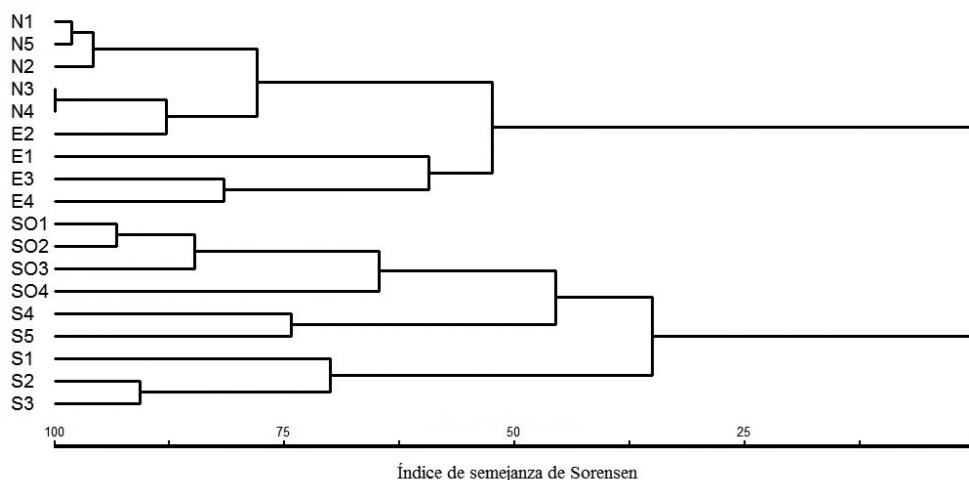 N1
N5
N2
N3
N4
E2
E1
E3
E4
SO1
SO2
SO3
SO4
S4
S5
S1
S2
S3
100 75 50 25
Índice de semejanza de Sorensen